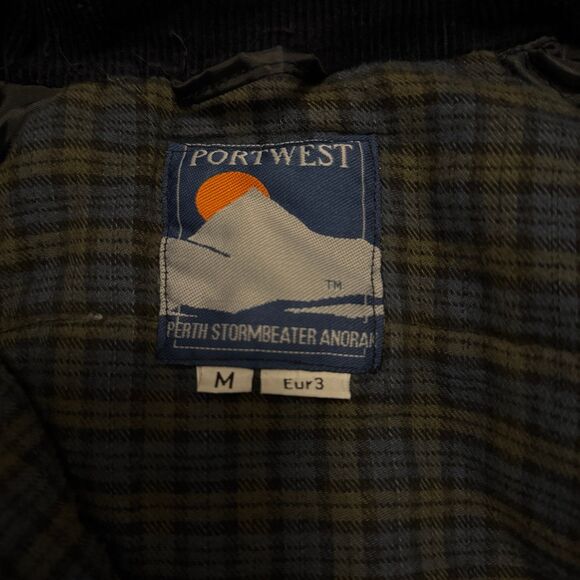 PORTWEST
TM
PERTH STORMBEATER ANORAK
M
Eur3